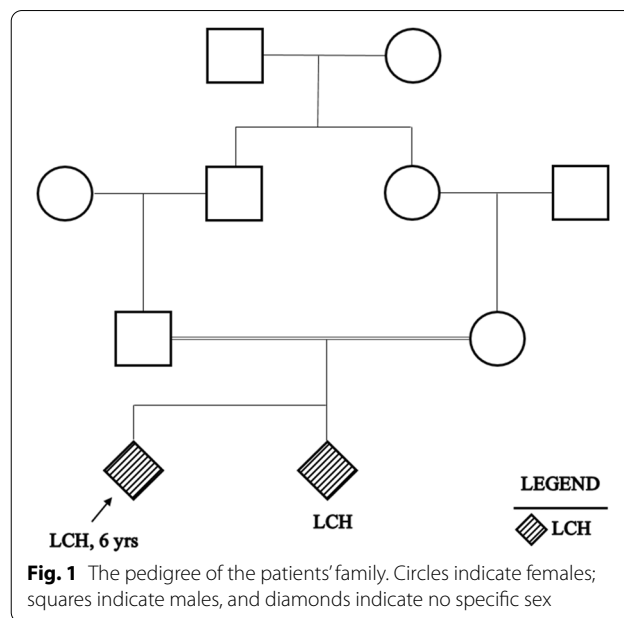 LCH, 6 yrs
LCH
LEGEND
LCH
Fig. 1 The pedigree of the patients’ family. Circles indicate females;
squares indicate males, and diamonds indicate no specific sex